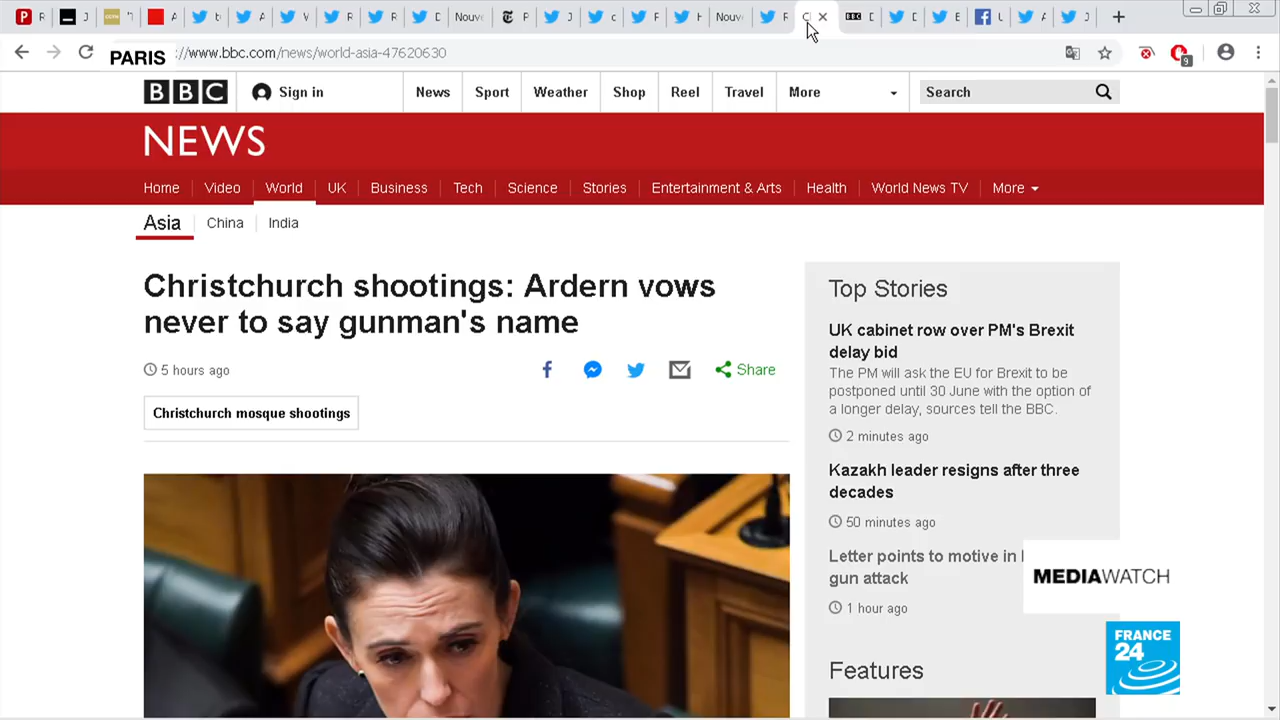 PARIS
://www.bbc.com/news/world-asia-47620630
9
BBC
Sign in
News
Sport
Weather
Shop
Reel
Travel
More
Search
NEWS
Home
Video
World
UK
Business
Tech
Science
Stories
Entertainment & Arts
Health
World News TV
More
Asia
China
India
Christchurch shootings: Ardern vows
never to say gunman's name
5 hours ago
Share
Christchurch mosque shootings
Top Stories
UK cabinet row over PM's Brexit
delay bid
The PM will ask the EU for Brexit to be
postponed until 30 June with the option of
a longer delay, sources tell the BBC.
2 minutes ago
Kazakh leader resigns after three
decades
50 minutes ago
Letter points to motive in
gun attack
1 hour ago
Features
MEDIAWATCH
FRANCE
24